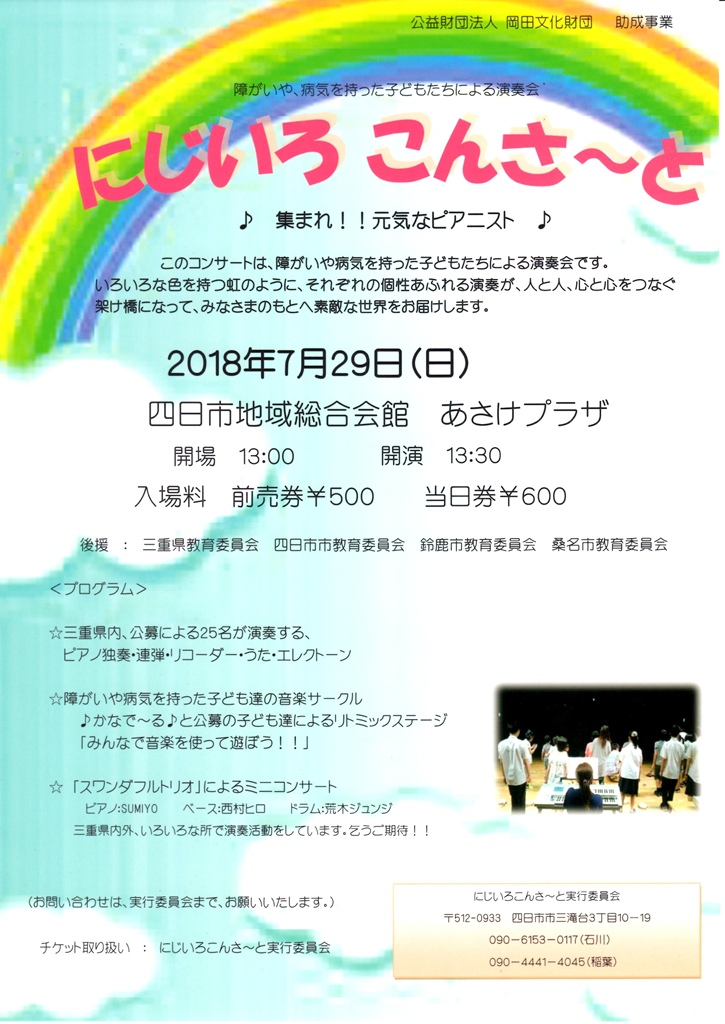 公益財団法人 岡田文化財団　助成事業
障がいや、病気を持った子どもたちによる演奏会
にじいろ こんさ～と
♪　集まれ！！元気なピアニスト　♪
このコンサートは、障がいや病気を持った子どもたちによる演奏会です。
いろいろな色を持つ虹のように、それぞれの個性あふれる演奏が、人と人、心と心をつなぐ
架け橋になって、みなさまのもとへ素敵な世界をお届けします。
2018年7月29日（日）
四日市地域総合会館　あさけプラザ
開場　13:00　開演　13:30
入場料　前売券￥500　当日券￥600
後援　：　三重県教育委員会　四日市市教育委員会　鈴鹿市教育委員会　桑名市教育委員会
＜プログラム＞
☆三重県内、公募による25名が演奏する、
ピアノ独奏・連弾・リコーダー・うた・エレクトーン
☆障がいや病気を持った子ども達の音楽サークル
♪かなで～る♪と公募の子ども達によるリトミックステージ
「みんなで音楽を使って遊ぼう！！」
☆　「スワンダフルトリオ」によるミニコンサート
ピアノ:SUMIYO　ベース:西村ヒロ　ドラム:荒木ジュンジ
三重県内外、いろいろな所で演奏活動をしています。乞うご期待！！
（お問い合わせは、実行委員会まで、お願いいたします。）
チケット取り扱い　：　にじいろこんさ～と実行委員会
にじいろこんさ～と実行委員会
〒512-0933　四日市市三滝台3丁目10－19
090－6153－0117（石川）
090－4441－4045（稲葉）